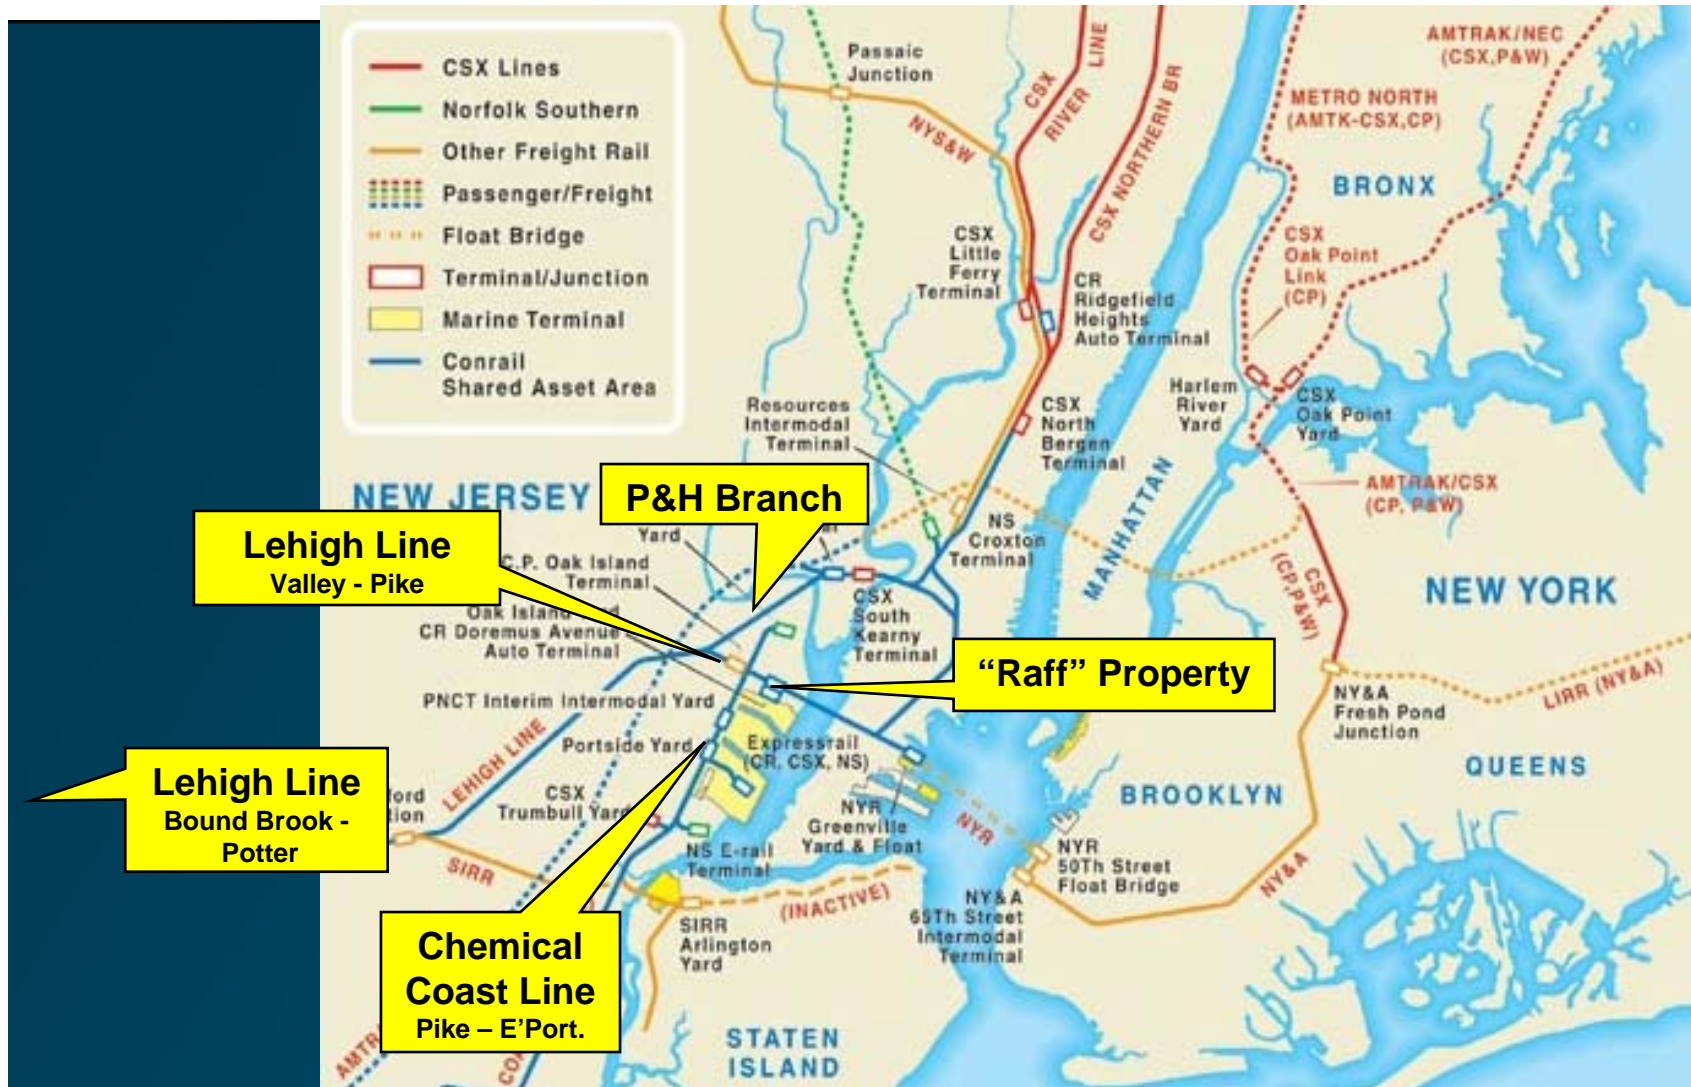 CSX Lines
Norfolk Southern
Other Freight Rail
Passenger/Freight
Float Bridge
Terminal/Junction
Marine Terminal
Conrail
Shared Asset Area
Passaic
Junction
NYS&W
CSX
RIVER
LINE
CSX NORTHERN BR
AMTRAK/NEC
(CSX,P&W)
METRO NORTH
(AMTK-CSX,CP)
BRONX
CSX
Oak Point
Link
(CP)
CSX
Little
Ferry
Terminal
CR
Ridgefield
Heights
Auto Terminal
Harlem
River
Yard
CSX
Oak Point
Yard
Resources
Intermodal
Terminal
CSX
North
Bergen
Terminal
MANHATTAN
AMTRAK/CSX
(CP, P&W)
NEW JERSEY
P&H Branch
Lehigh Line
Valley - Pike
Yard
NS
Croxton
Terminal
C.P. Oak Island
Terminal
CSX
(CP,P&W)
NEW YORK
Oak Island
CR Doremus Avenue
Auto Terminal
CSX
South
Kearny
Terminal
“Raff” Property
PNCT Interim Intermodal Yard
NY&A
Fresh Pond
Junction
LIRR (NY&A)
LEHIGH LINE
Portside Yard
Expressrail
(CR, CSX, NS)
Lehigh Line
Bound Brook -
Potter
QUEENS
BROOKLYN
CSX
Trumbull Yard
NYR
Greenville
Yard & Float
NYR
NYR
50Th Street
Float Bridge
NY&A
SIRR
NS E-rail
Terminal
(INACTIVE)
NY&A
65Th Street
Intermodal
Terminal
SIRR
Arlington
Yard
Chemical
Coast Line
Pike – E’Port.
STATEN
ISLAND